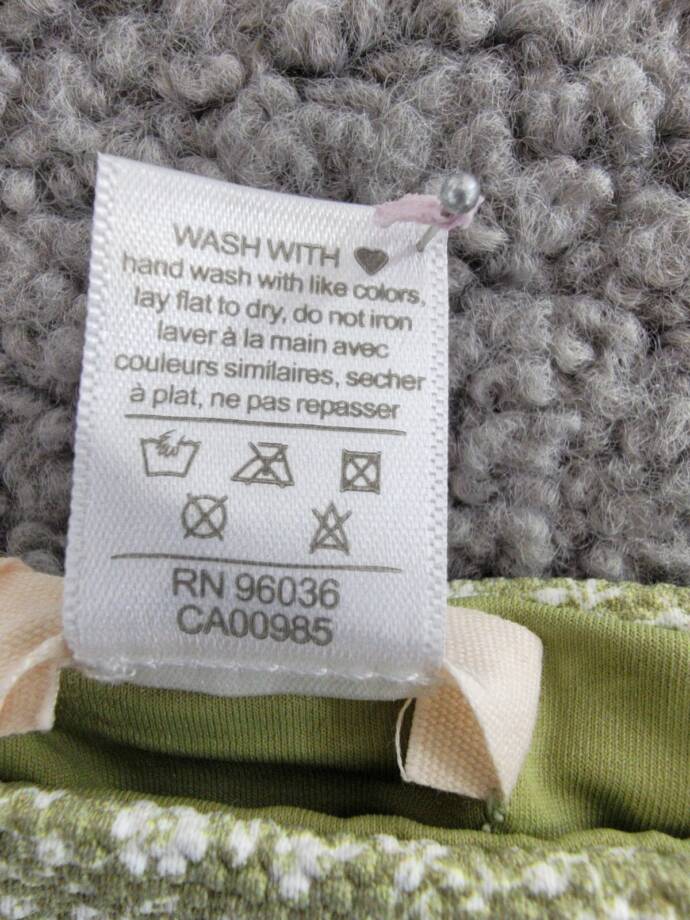 WASH WITH
hand wash with like colors,
lay flat to dry, do not iron
laver à la main avec
couleurs similaires, secher
à plat, ne pas repasser
RN 96036
CA00985